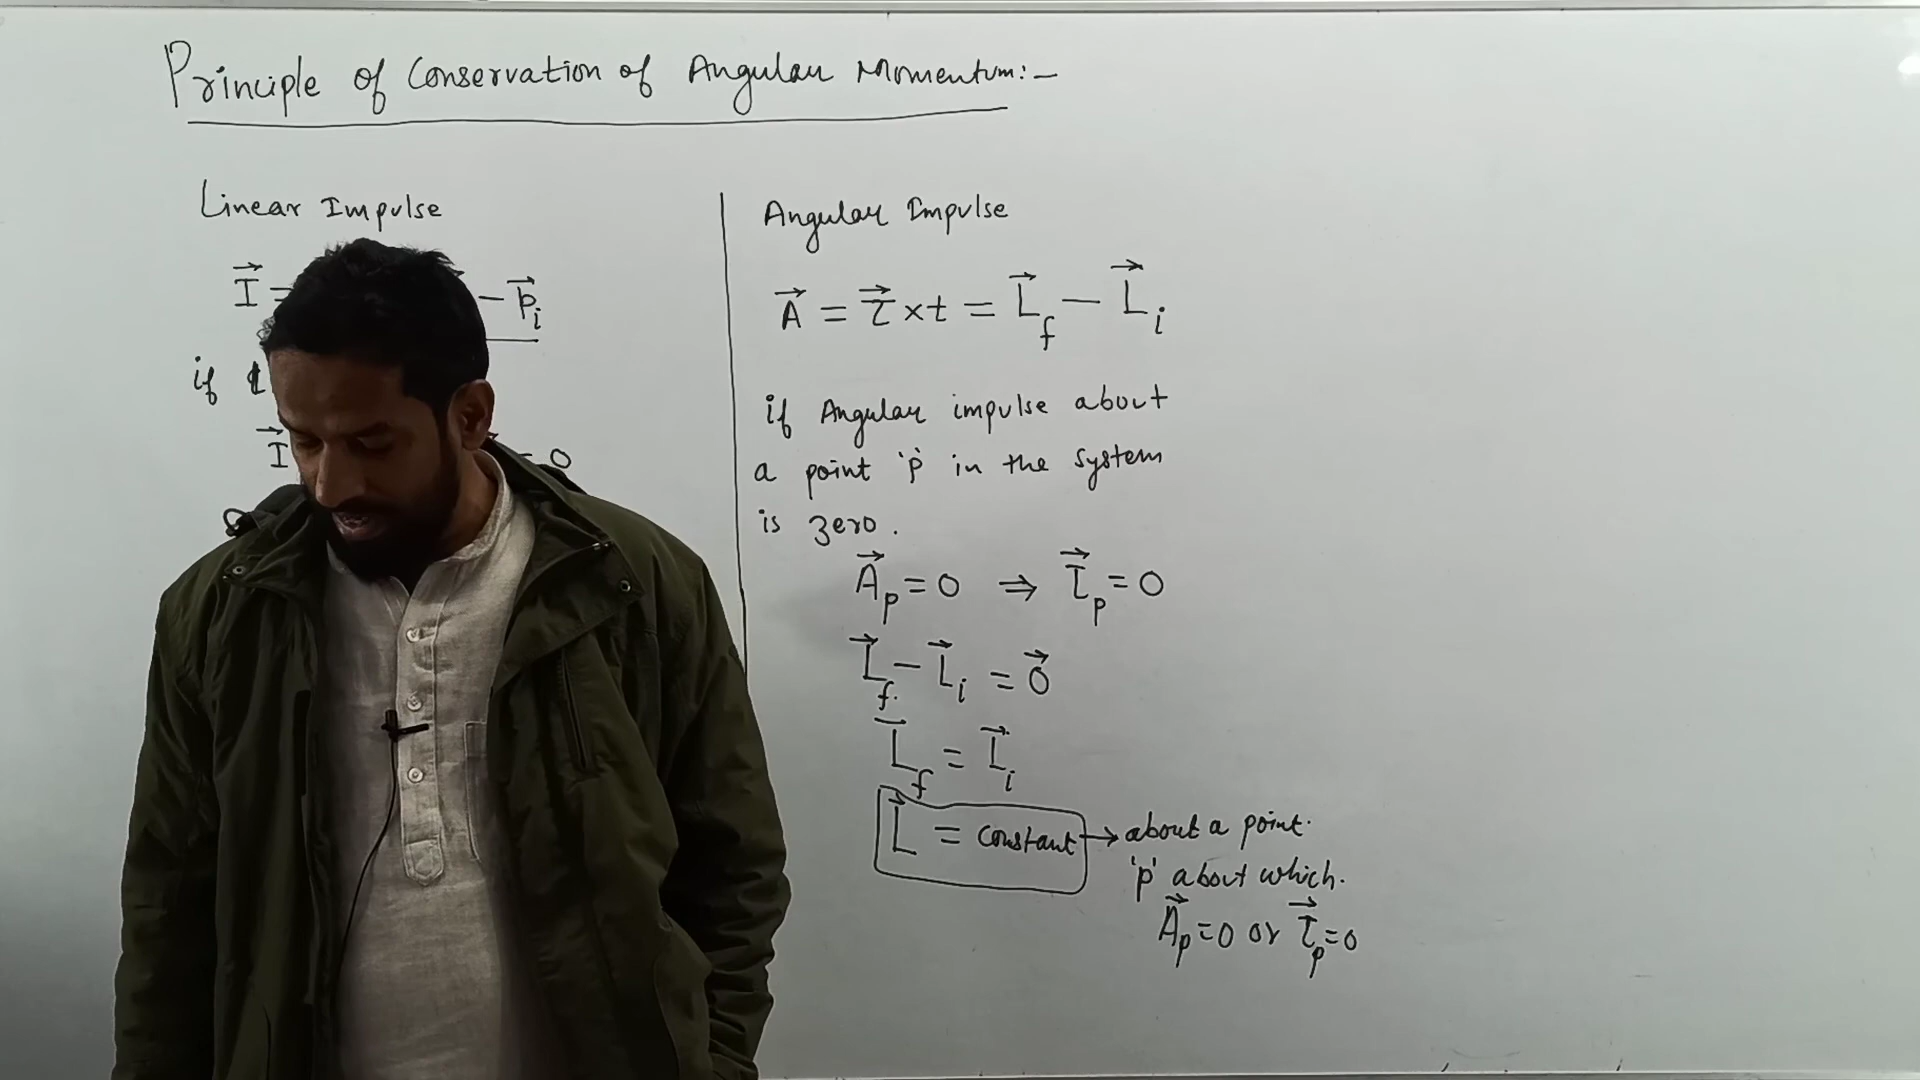 Principle of Conservation of Angular Momentum:-
Linear Impulse
I⃗ = − p⃗i
if
I⃗ = 0
Angular Impulse
A⃗ = τ⃗ × t = L⃗f − L⃗i
if Angular impulse about
a point 'p' in the system
is zero.
A⃗p = 0 ⇒ τ⃗p = 0
L⃗f − L⃗i = 0⃗
L⃗f = L⃗i
L⃗ = constant → about a point.
'p' about which.
A⃗p = 0 or τ⃗p = 0